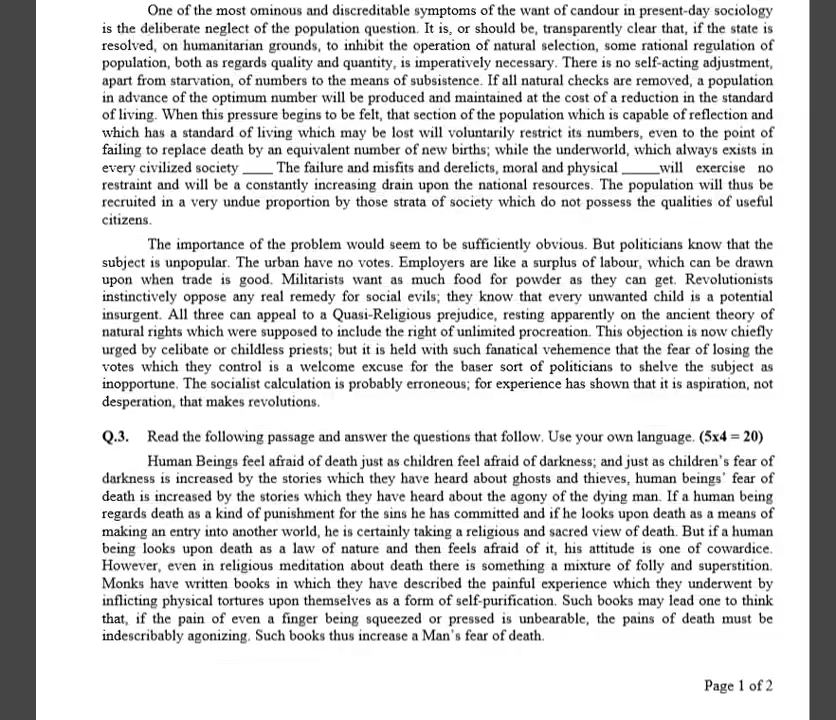 One of the most ominous and discreditable symptoms of the want of candour in present-day sociology
is the deliberate neglect of the population question. It is, or should be, transparently clear that, if the state is
resolved, on humanitarian grounds, to inhibit the operation of natural selection, some rational regulation of
population, both as regards quality and quantity, is imperatively necessary. There is no self-acting adjustment,
apart from starvation, of numbers to the means of subsistence. If all natural checks are removed, a population
in advance of the optimum number will be produced and maintained at the cost of a reduction in the standard
of living. When this pressure begins to be felt, that section of the population which is capable of reflection and
which has a standard of living which may be lost will voluntarily restrict its numbers, even to the point of
failing to replace death by an equivalent number of new births; while the underworld, which always exists in
every civilized society ____ The failure and misfits and derelicts, moral and physical _____will exercise no
restraint and will be a constantly increasing drain upon the national resources. The population will thus be
recruited in a very undue proportion by those strata of society which do not possess the qualities of useful
citizens.
The importance of the problem would seem to be sufficiently obvious. But politicians know that the
subject is unpopular. The urban have no votes. Employers are like a surplus of labour, which can be drawn
upon when trade is good. Militarists want as much food for powder as they can get. Revolutionists
instinctively oppose any real remedy for social evils; they know that every unwanted child is a potential
insurgent. All three can appeal to a Quasi-Religious prejudice, resting apparently on the ancient theory of
natural rights which were supposed to include the right of unlimited procreation. This objection is now chiefly
urged by celibate or childless priests; but it is held with such fanatical vehemence that the fear of losing the
votes which they control is a welcome excuse for the baser sort of politicians to shelve the subject as
inopportune. The socialist calculation is probably erroneous; for experience has shown that it is aspiration, not
desperation, that makes revolutions.
Q.3. Read the following passage and answer the questions that follow. Use your own language. (5x4 = 20)
Human Beings feel afraid of death just as children feel afraid of darkness; and just as children's fear of
darkness is increased by the stories which they have heard about ghosts and thieves, human beings' fear of
death is increased by the stories which they have heard about the agony of the dying man. If a human being
regards death as a kind of punishment for the sins he has committed and if he looks upon death as a means of
making an entry into another world, he is certainly taking a religious and sacred view of death. But if a human
being looks upon death as a law of nature and then feels afraid of it, his attitude is one of cowardice.
However, even in religious meditation about death there is something a mixture of folly and superstition.
Monks have written books in which they have described the painful experience which they underwent by
inflicting physical tortures upon themselves as a form of self-purification. Such books may lead one to think
that, if the pain of even a finger being squeezed or pressed is unbearable, the pains of death must be
indescribably agonizing. Such books thus increase a Man's fear of death.
Page 1 of 2